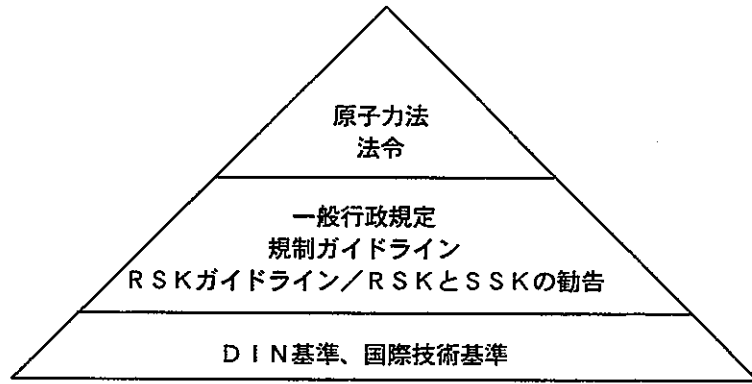 原子力法
法令
一般行政規定
規制ガイドライン
ＲＳＫガイドライン／ＲＳＫとＳＳＫの勧告
ＤＩＮ基準、国際技術基準